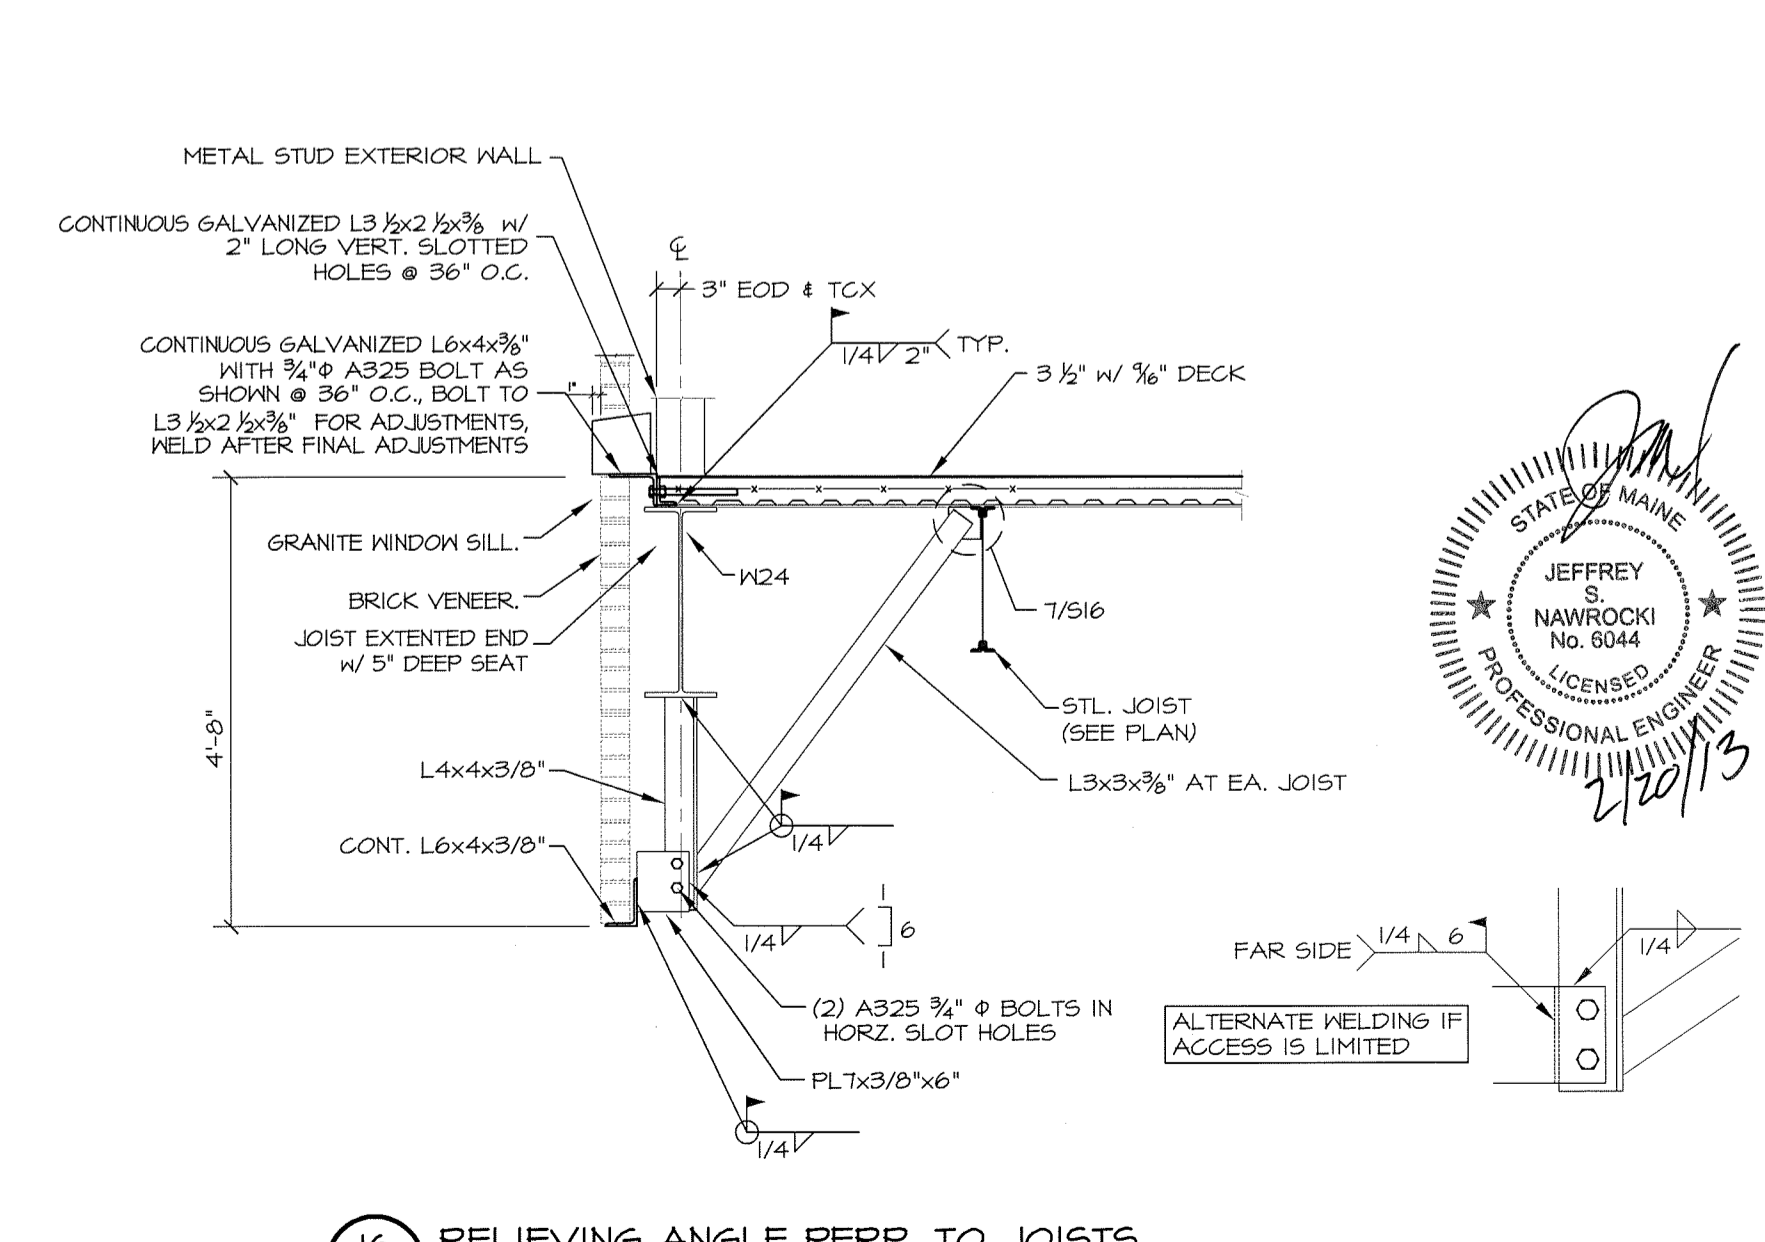 METAL STUD EXTERIOR WALL
CONTINUOUS GALVANIZED L3 ½x2 ½x⅜ w/
2" LONG VERT. SLOTTED
HOLES @ 36" O.C.
℄
3" EOD & TCX
CONTINUOUS GALVANIZED L6x4x⅜"
WITH ¾"Φ A325 BOLT AS
SHOWN @ 36" O.C., BOLT TO
L3 ½x2 ½x⅜" FOR ADJUSTMENTS,
WELD AFTER FINAL ADJUSTMENTS
1"
1/4 2" TYP.
3 ½" w/ 9/16" DECK
GRANITE WINDOW SILL.
BRICK VENEER.
JOIST EXTENTED END
w/ 5" DEEP SEAT
W24
7/S16
STL. JOIST
(SEE PLAN)
L3x3x⅜" AT EA. JOIST
4'-8"
L4x4x3/8"
CONT. L6x4x3/8"
1/4
1/4
1
6
1
(2) A325 ¾" Φ BOLTS IN
HORZ. SLOT HOLES
PL7x3/8"x6"
1/4
STATE OF MAINE
JEFFREY
S.
NAWROCKI
No. 6044
LICENSED
PROFESSIONAL ENGINEER
2/20/13
FAR SIDE 1/4 6
1/4
ALTERNATE WELDING IF
ACCESS IS LIMITED
RELIEVING ANGLE PERP. TO JOISTS